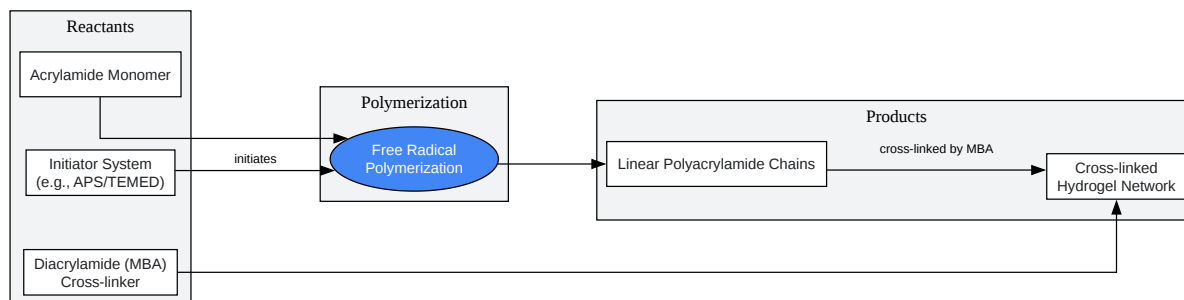 Reactants
Acrylamide Monomer
Initiator System
(e.g., APS/TEMED)
Diacrylamide (MBA)
Cross-linker
initiates
Polymerization
Free Radical
Polymerization
Products
Linear Polyacrylamide Chains
cross-linked by MBA
Cross-linked
Hydrogel Network